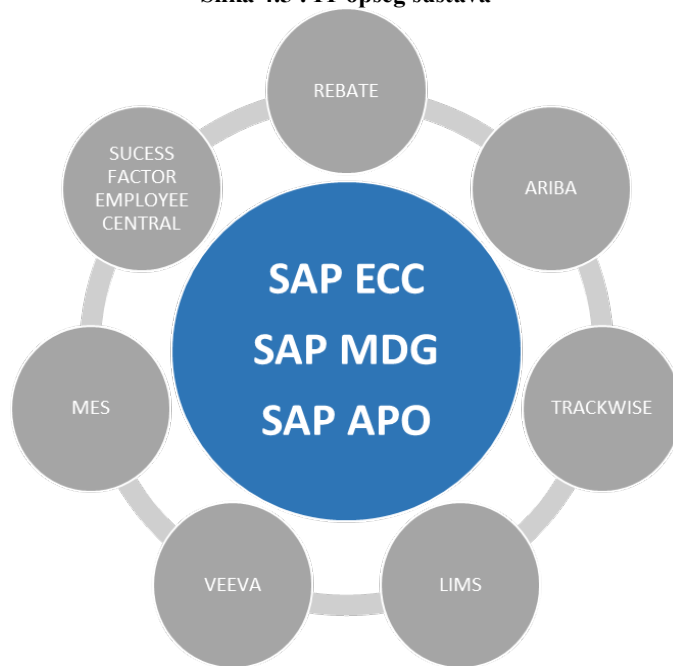 Slika 4.3 . IT opseg sustava
REBATE
SUCESS
FACTOR
EMPLOYEE
CENTRAL
ARIBA
SAP ECC
SAP MDG
SAP APO
MES
TRACKWISE
VEEVA
LIMS